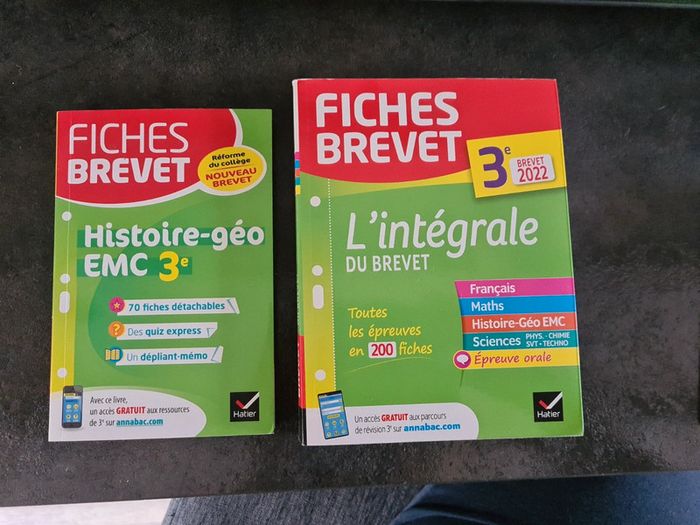 FICHES
BREVET
Réforme
du collège
NOUVEAU
BREVET
Histoire-géo
EMC 3e
70 fiches détachables
Des quiz express
Un dépliant-mémo
Avec ce livre,
un accès GRATUIT aux ressources
de 3e sur annabac.com
Hatier
FICHES
BREVET
3e
BREVET
2022
L'intégrale
DU BREVET
Toutes
les épreuves
en 200 fiches
Français
Maths
Histoire-Géo EMC
Sciences PHYS. - CHIMIE
SVT • TECHNO
Épreuve orale
Un accès GRATUIT aux parcours
de révision 3e sur annabac.com
Hatier